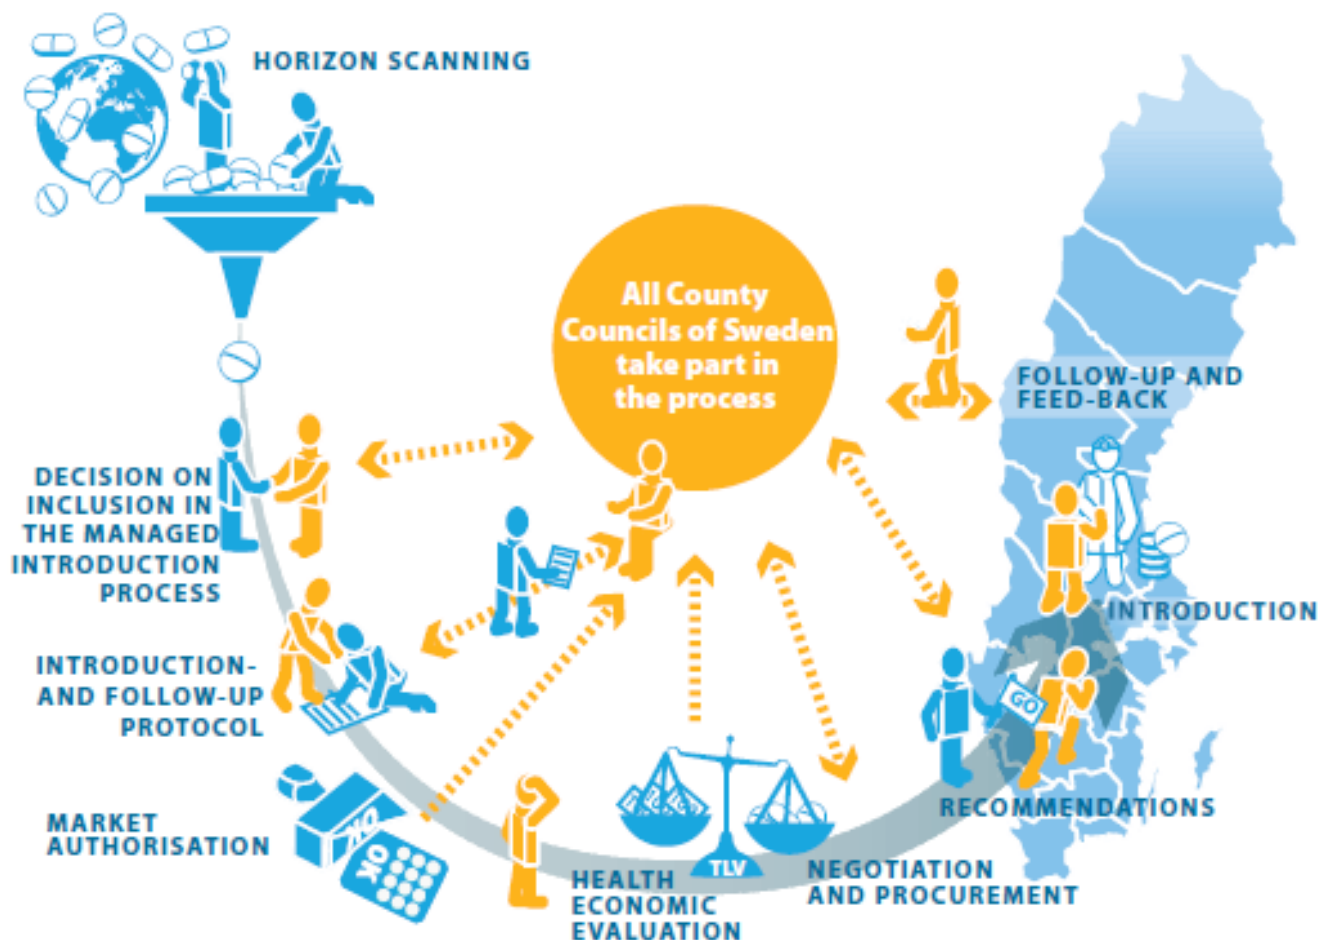 HORIZON SCANNING
All County
Councils of Sweden
take part in
the process
FOLLOW-UP AND
FEED-BACK
DECISION ON
INCLUSION IN
THE MANAGED
INTRODUCTION
PROCESS
INTRODUCTION
INTRODUCTION-
AND FOLLOW-UP
PROTOCOL
GO
RECOMMENDATIONS
MARKET
AUTHORISATION
OK
OK
TLV
NEGOTIATION
AND PROCUREMENT
HEALTH
ECONOMIC
EVALUATION